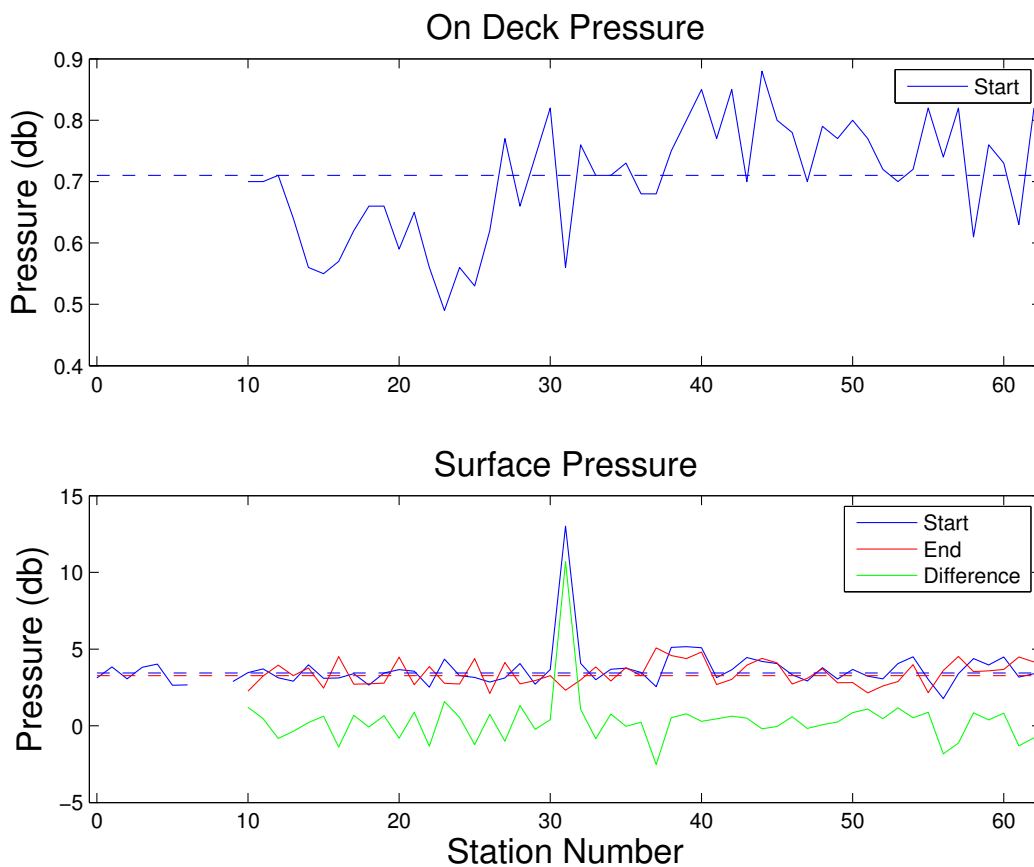 On Deck Pressure
Pressure (db)
0.9
0.8
0.7
0.6
0.5
0.4
Start
0 10 20 30 40 50 60
Surface Pressure
Pressure (db)
15
10
5
0
−5
Start
End
Difference
0 10 20 30 40 50 60
Station Number